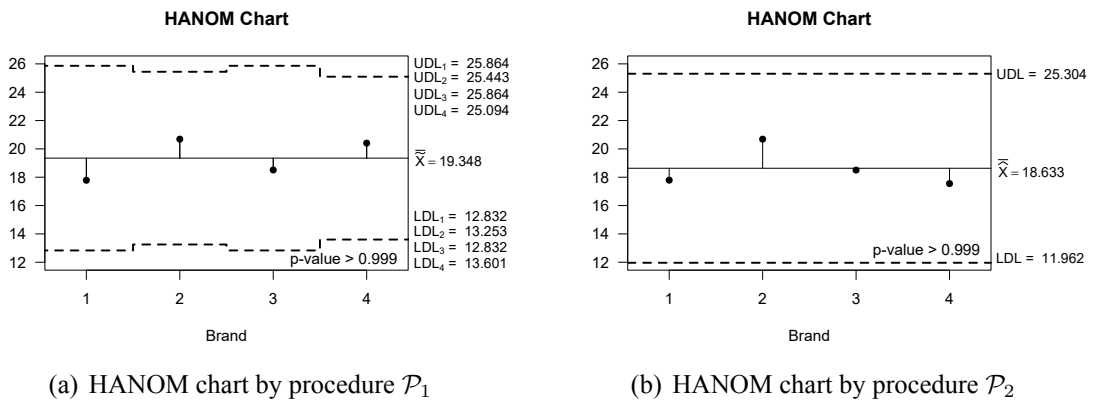 HANOM Chart
26
24
22
20
18
16
14
12
UDL₁ = 25.864
UDL₂ = 25.443
UDL₃ = 25.864
UDL₄ = 25.094
X = 19.348
LDL₁ = 12.832
LDL₂ = 13.253
LDL₃ = 12.832
LDL₄ = 13.601
p-value > 0.999
1 2 3 4
Brand
(a) HANOM chart by procedure 𝒫₁
HANOM Chart
26
24
22
20
18
16
14
12
UDL = 25.304
X = 18.633
p-value > 0.999
LDL = 11.962
1 2 3 4
Brand
(b) HANOM chart by procedure 𝒫₂